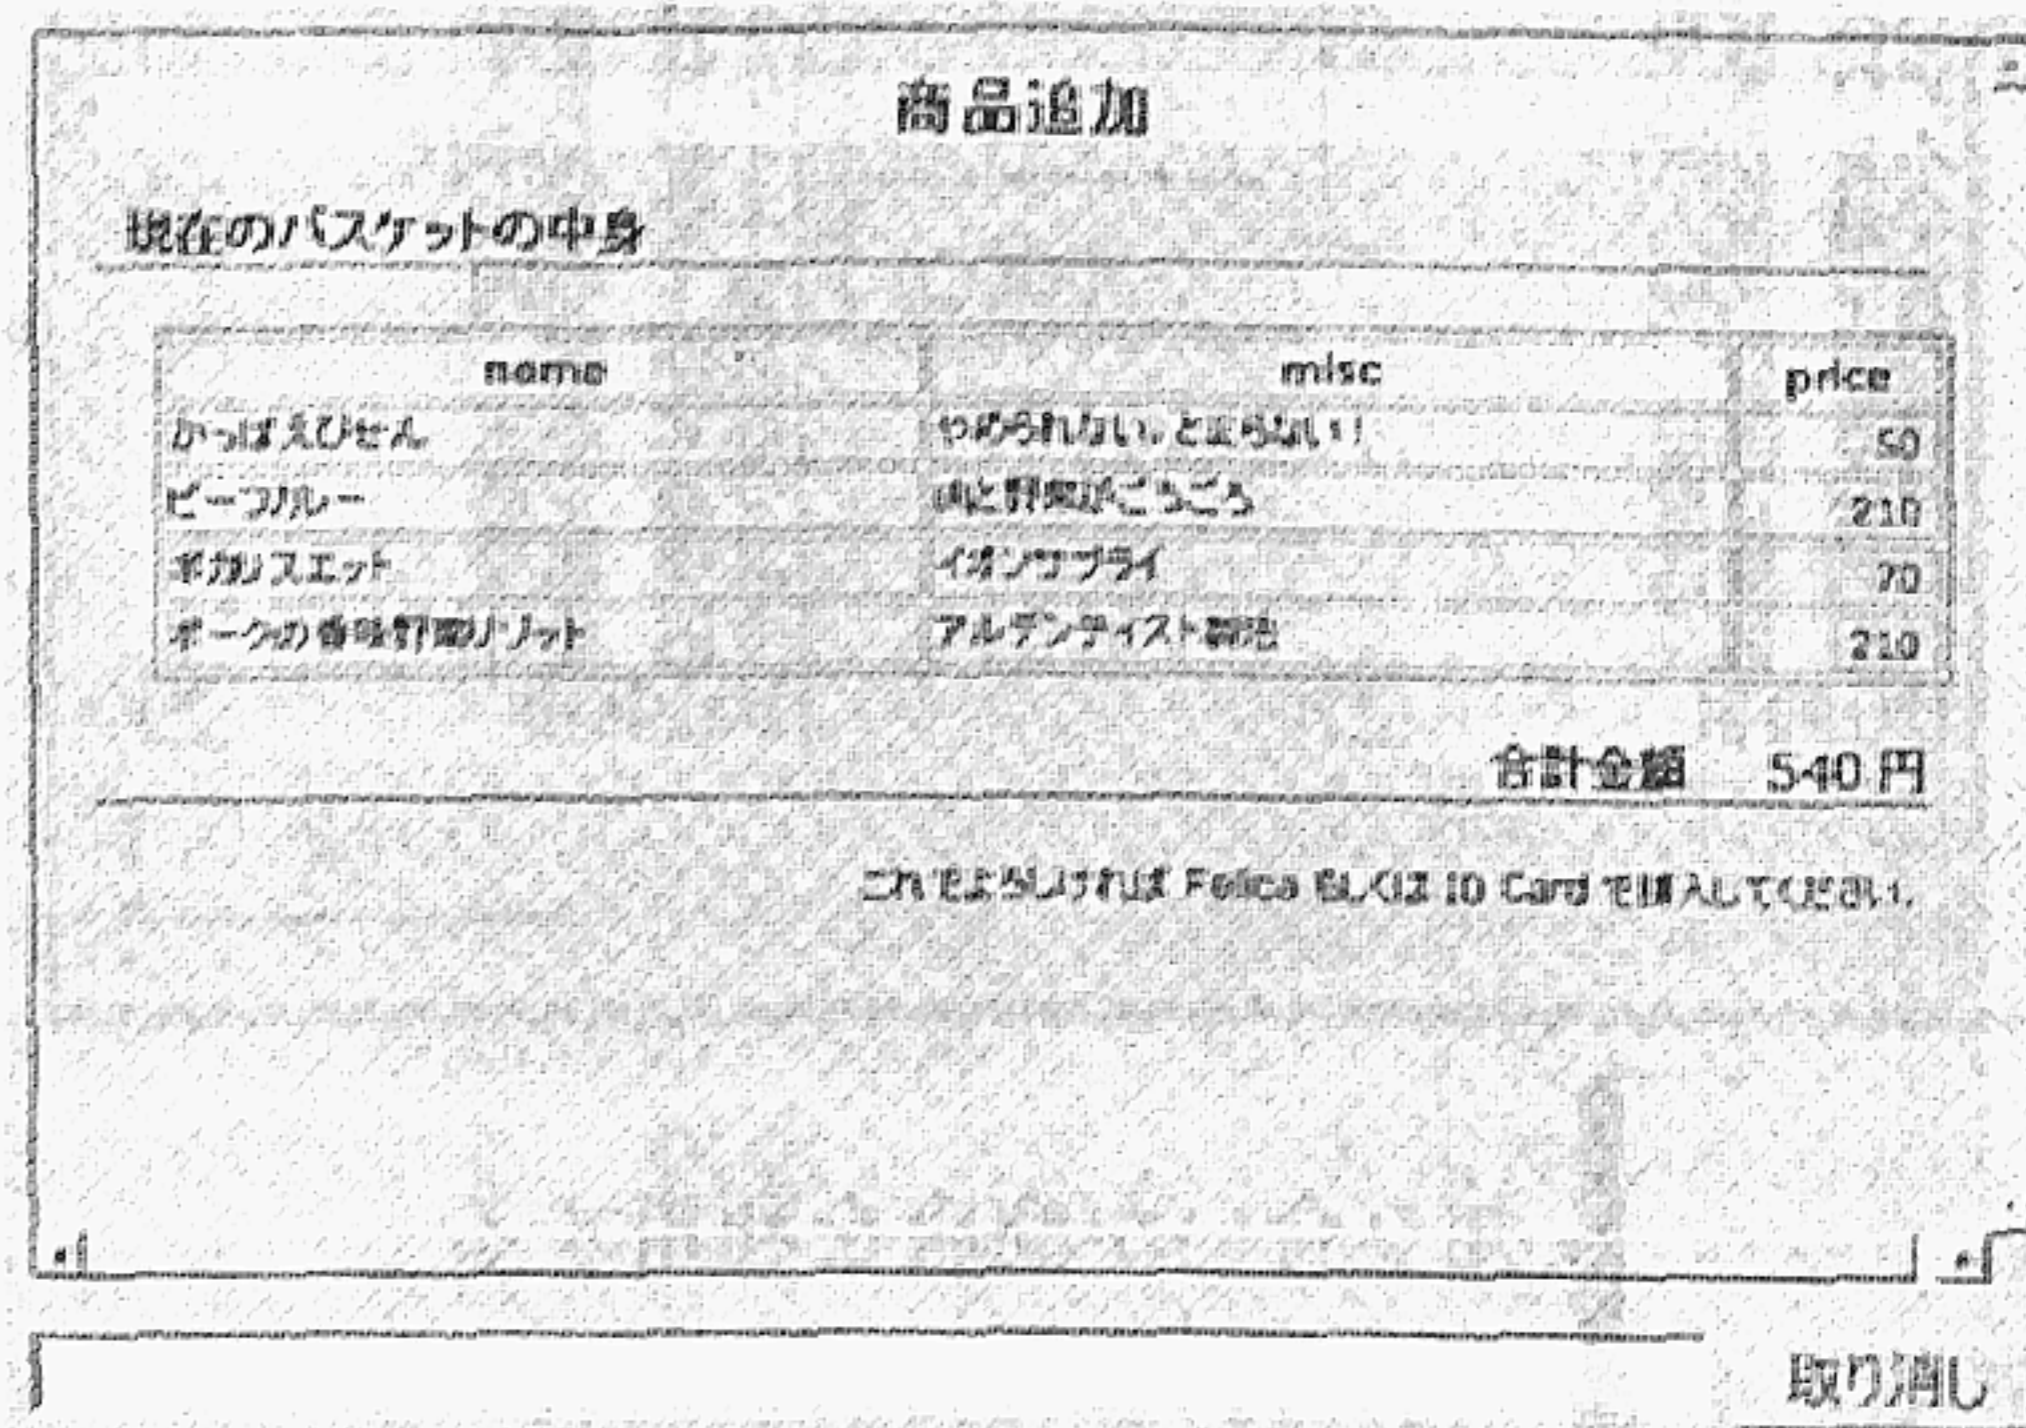 商品追加
現在のバスケットの中身
name misc price
かっぱえびせん やめられない、とまらない! 50
ビーフカレー 肉と野菜がごろごろ 210
ポカリスエット イオンサプライ 70
ポークの香味野菜リゾット アルデンティスト製法 210
合計金額 540 円
これでよろしければ Felica もしくは ID Card で購入してください。
取り消し